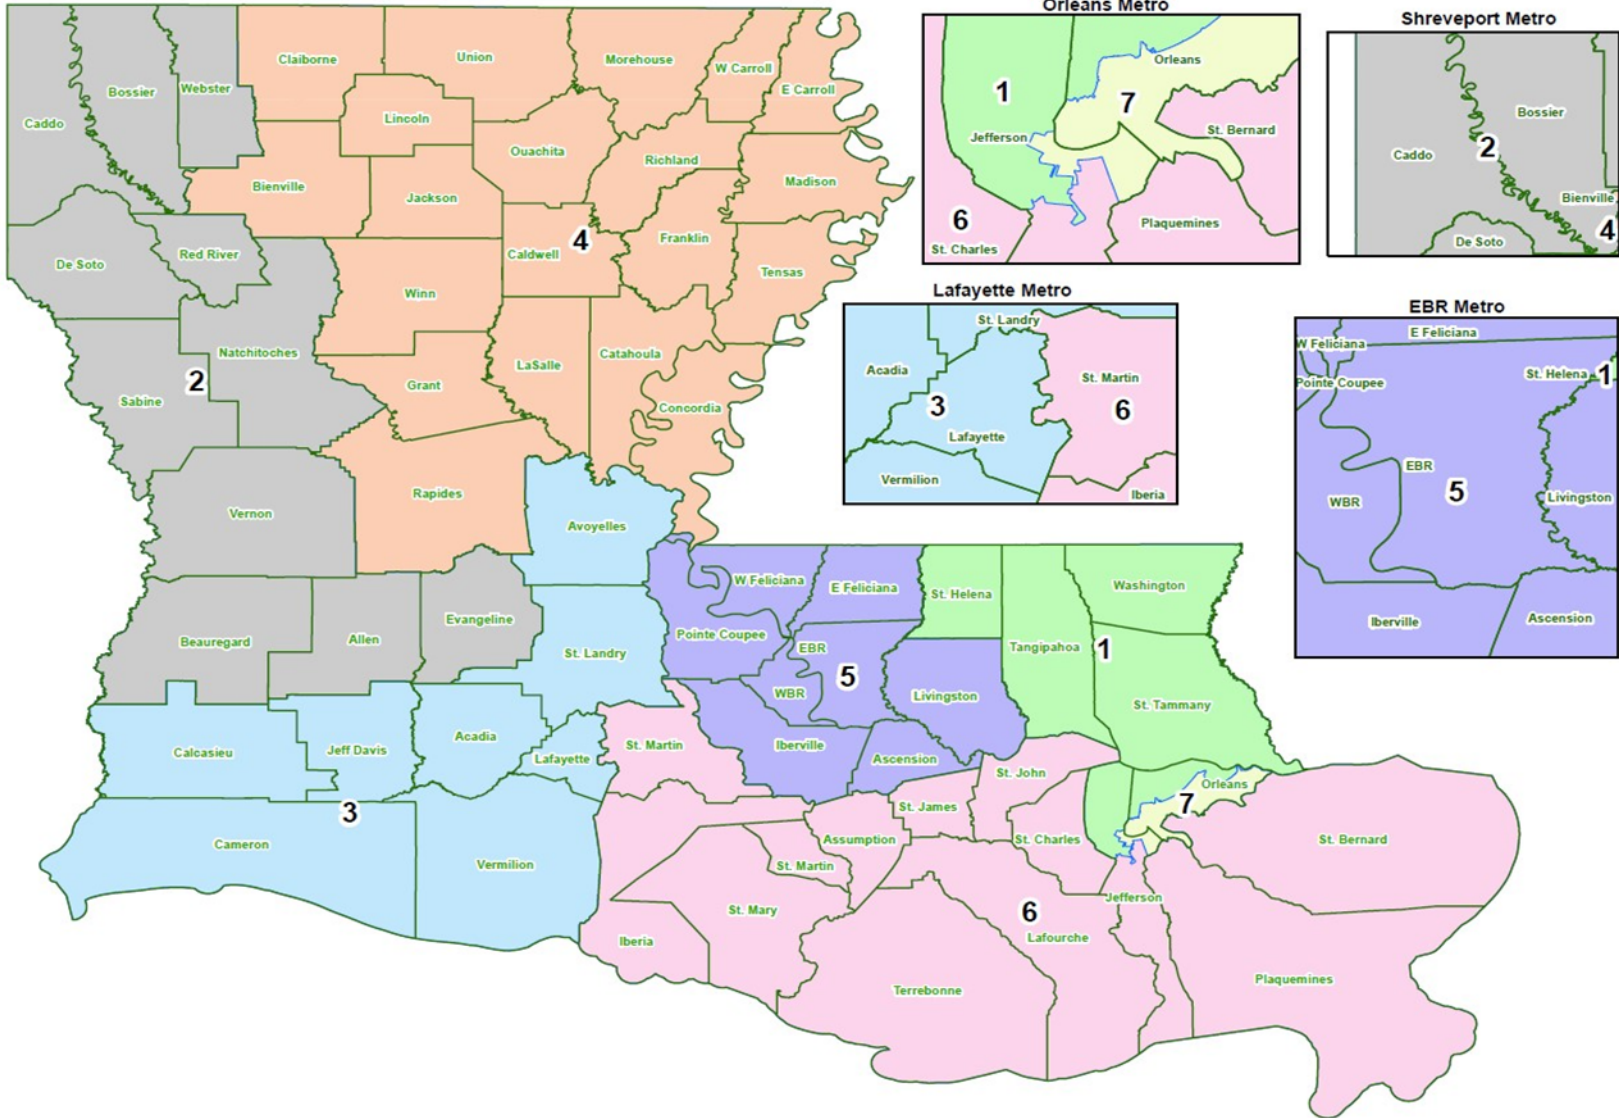 Orleans Metro
Shreveport Metro
Claiborne
Union
Morehouse
W Carroll
E Carroll
Caddo
Bossier
Webster
Lincoln
Ouachita
Richland
Madison
Bienville
Jackson
De Soto
Red River
Caldwell
4
Franklin
Tensas
Winn
Natchitoches
2
Sabine
Grant
LaSalle
Catahoula
Concordia
Rapides
Vernon
Avoyelles
Beauregard
Allen
Evangeline
St. Landry
Pointe Coupee
W Feliciana
E Feliciana
St. Helena
Washington
Tangipahoa
1
EBR
5
WBR
Livingston
St. Tammany
Calcasieu
Jeff Davis
Acadia
Lafayette
St. Martin
Iberville
Ascension
St. John
3
Cameron
Vermilion
St. James
Assumption
St. Charles
7
Orleans
St. Bernard
St. Martin
St. Mary
Iberia
6
Jefferson
Lafourche
Terrebonne
Plaquemines
Orleans
1
7
Jefferson
St. Bernard
6
St. Charles
Plaquemines
Bossier
Caddo
2
Bienville
De Soto
4
Lafayette Metro
St. Landry
Acadia
St. Martin
3
6
Lafayette
Vermilion
Iberia
EBR Metro
E Feliciana
W Feliciana
St. Helena
1
Pointe Coupee
EBR
5
WBR
Livingston
Iberville
Ascension